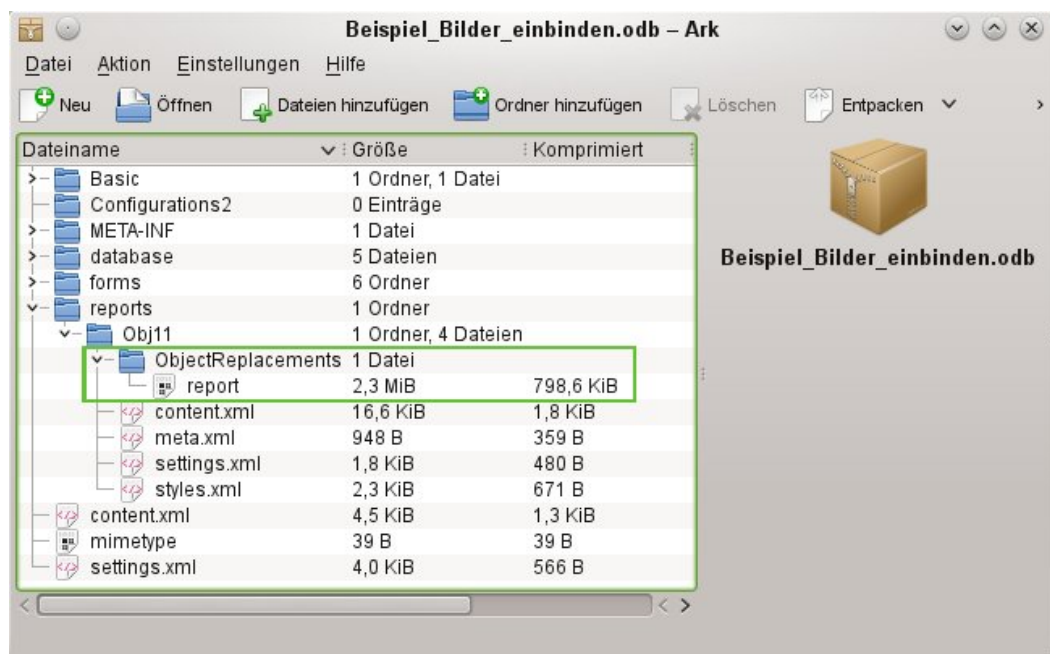 Beispiel_Bilder_einbinden.odb – Ark
Datei Aktion Einstellungen Hilfe
Neu Öffnen Dateien hinzufügen Ordner hinzufügen Löschen Entpacken
Dateiname Größe Komprimiert
Basic 1 Ordner, 1 Datei
Configurations2 0 Einträge
META-INF 1 Datei
database 5 Dateien
forms 6 Ordner
reports 1 Ordner
Obj11 1 Ordner, 4 Dateien
ObjectReplacements 1 Datei
report 2,3 MiB 798,6 KiB
content.xml 16,6 KiB 1,8 KiB
meta.xml 948 B 359 B
settings.xml 1,8 KiB 480 B
styles.xml 2,3 KiB 671 B
content.xml 4,5 KiB 1,3 KiB
mimetype 39 B 39 B
settings.xml 4,0 KiB 566 B
Beispiel_Bilder_einbinden.odb